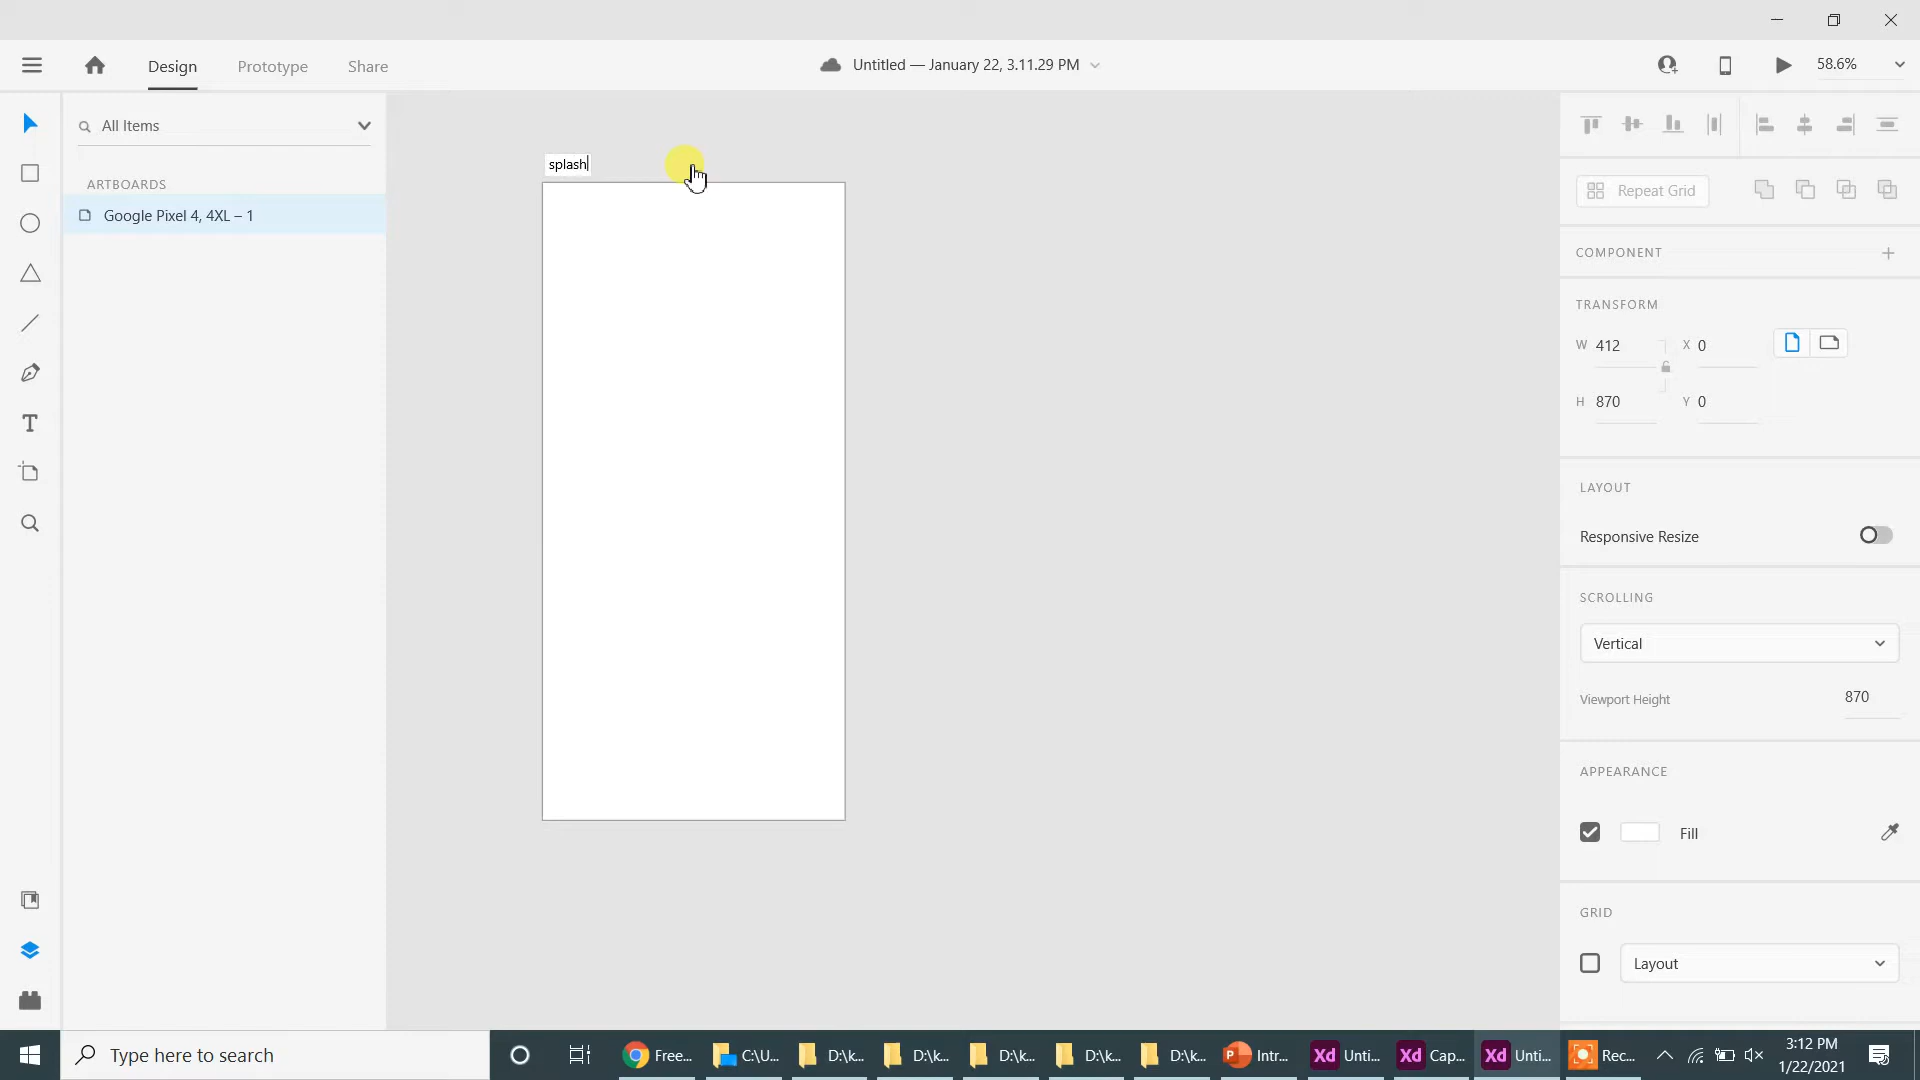 Design
Prototype
Share
Untitled — January 22, 3.11.29 PM
58.6%
All Items
ARTBOARDS
Google Pixel 4, 4XL – 1
splash
Repeat Grid
COMPONENT
TRANSFORM
W 412
X 0
H 870
Y 0
LAYOUT
Responsive Resize
SCROLLING
Vertical
Viewport Height
870
APPEARANCE
Fill
GRID
Layout
Type here to search
Free...
C:\U...
D:\k...
D:\k...
D:\k...
D:\k...
D:\k...
P
Intr...
Xd
Unti...
Xd
Cap...
Xd
Unti...
Rec...
3:12 PM
1/22/2021